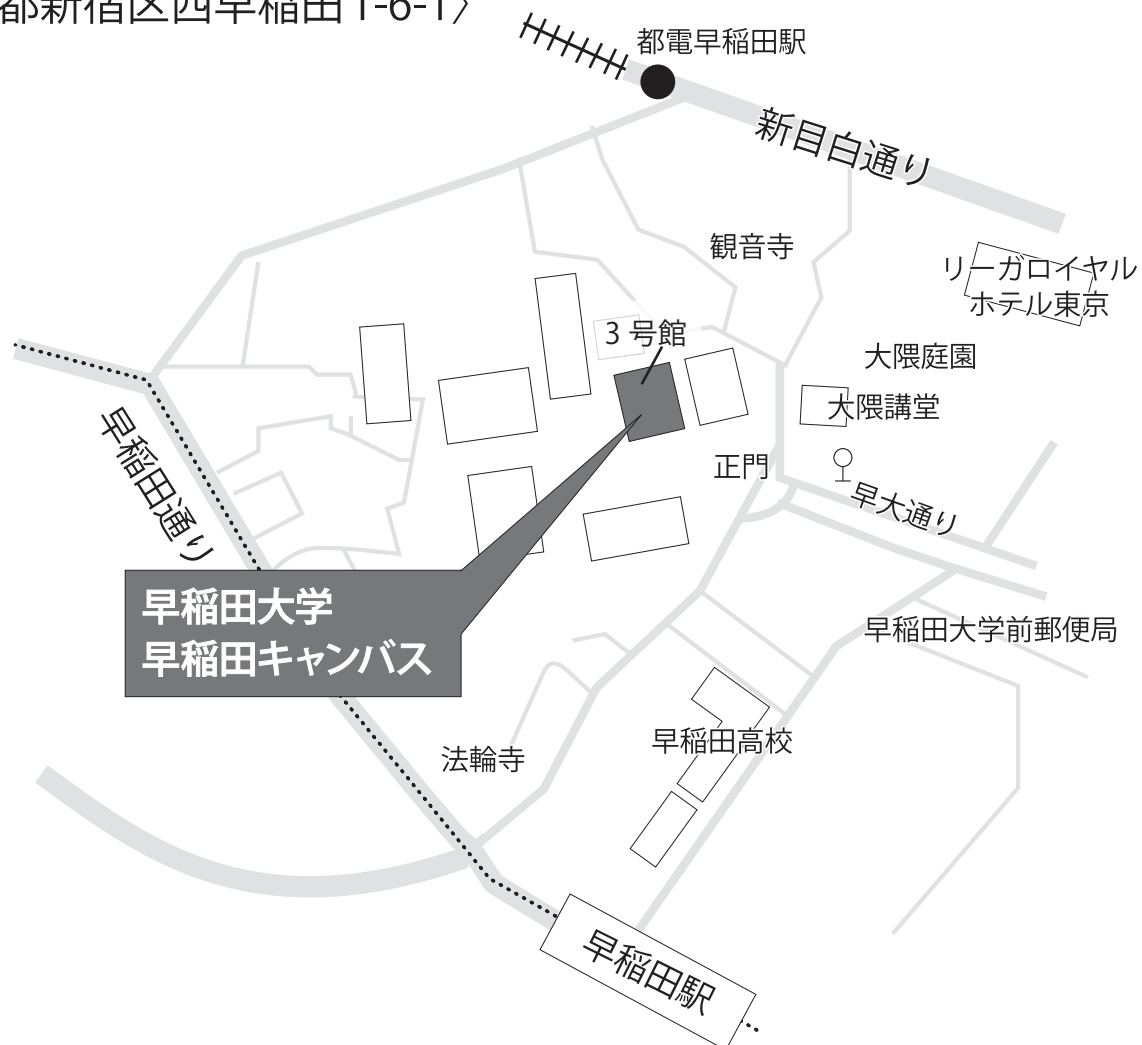 都新宿区西早稲田1-6-1〉
都電早稲田駅
新目白通り
観音寺
リーガロイヤル
ホテル東京
3 号館
大隈庭園
大隈講堂
正門
早大通り
早稲田通り
早稲田大学
早稲田キャンバス
早稲田大学前郵便局
早稲田高校
法輪寺
早稲田駅